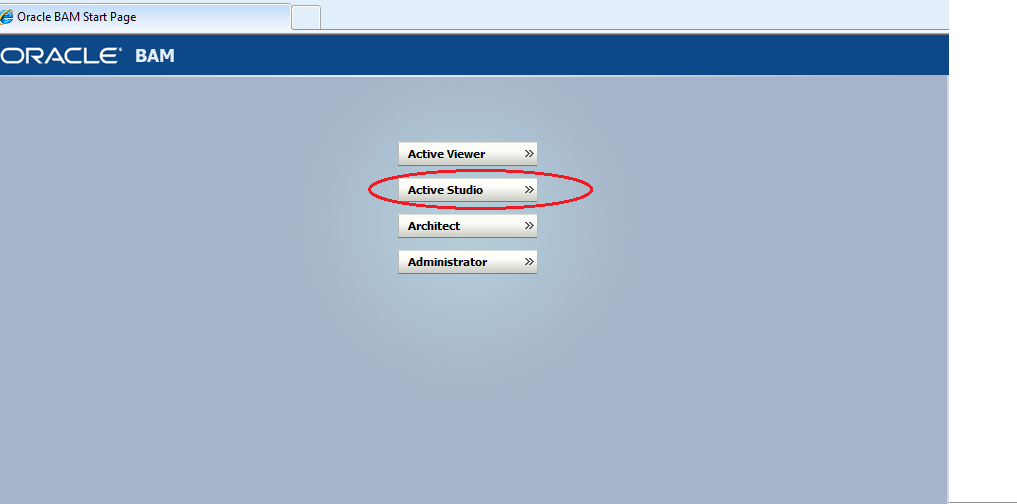 Oracle BAM Start Page
ORACLE BAM
Active Viewer »
Active Studio »
Architect »
Administrator »